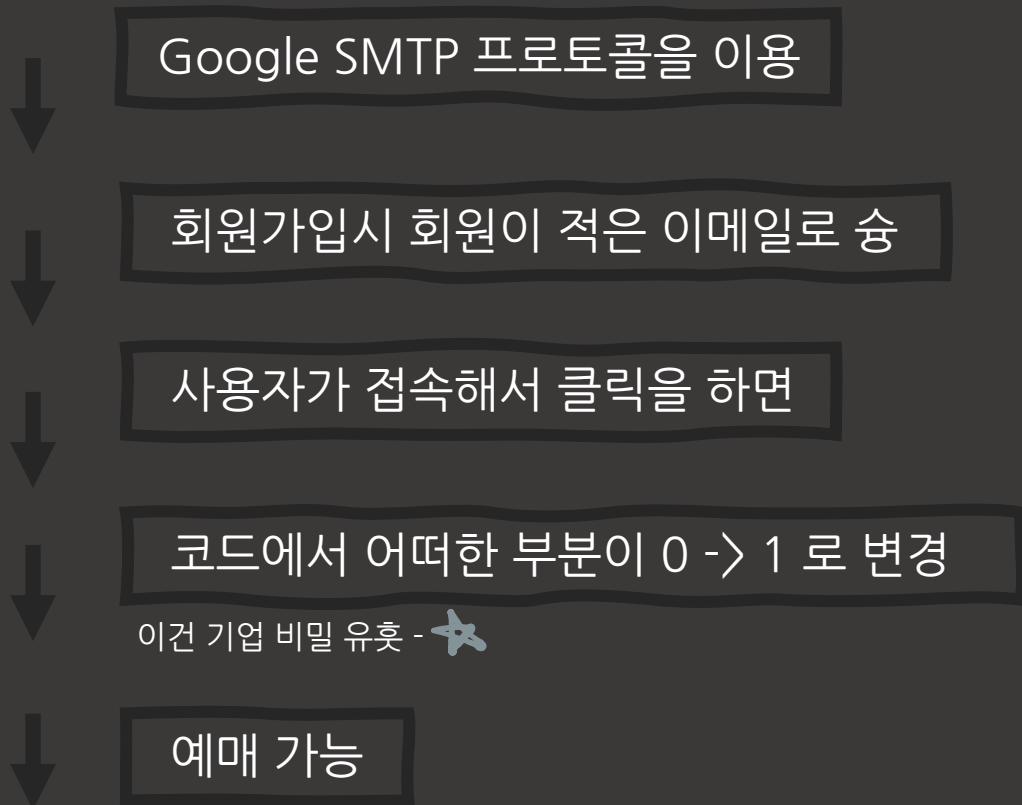 Google SMTP 프로토콜을 이용
회원가입시 회원이 적은 이메일로 슝
사용자가 접속해서 클릭을 하면
코드에서 어떠한 부분이 0 -> 1 로 변경
이건 기업 비밀 유훗 -
예매 가능